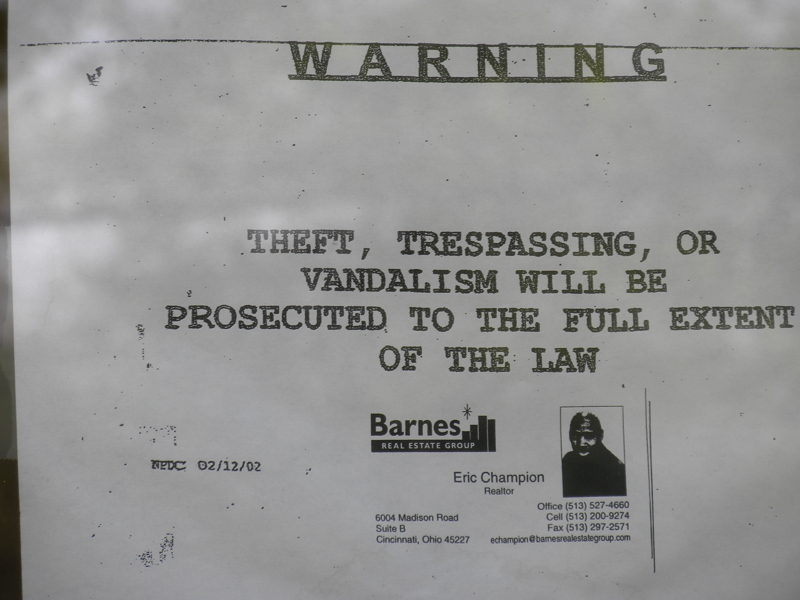 WARNING
THEFT, TRESPASSING, OR
VANDALISM WILL BE
PROSECUTED TO THE FULL EXTENT
OF THE LAW
Barnes
REAL ESTATE GROUP
Eric Champion
Realtor
NPDC 02/12/02
Office (513) 527-4660
6004 Madison Road
Cell (513) 200-9274
Suite B
Fax (513) 297-2571
Cincinnati, Ohio 45227
echampion@barnesrealestategroup.com